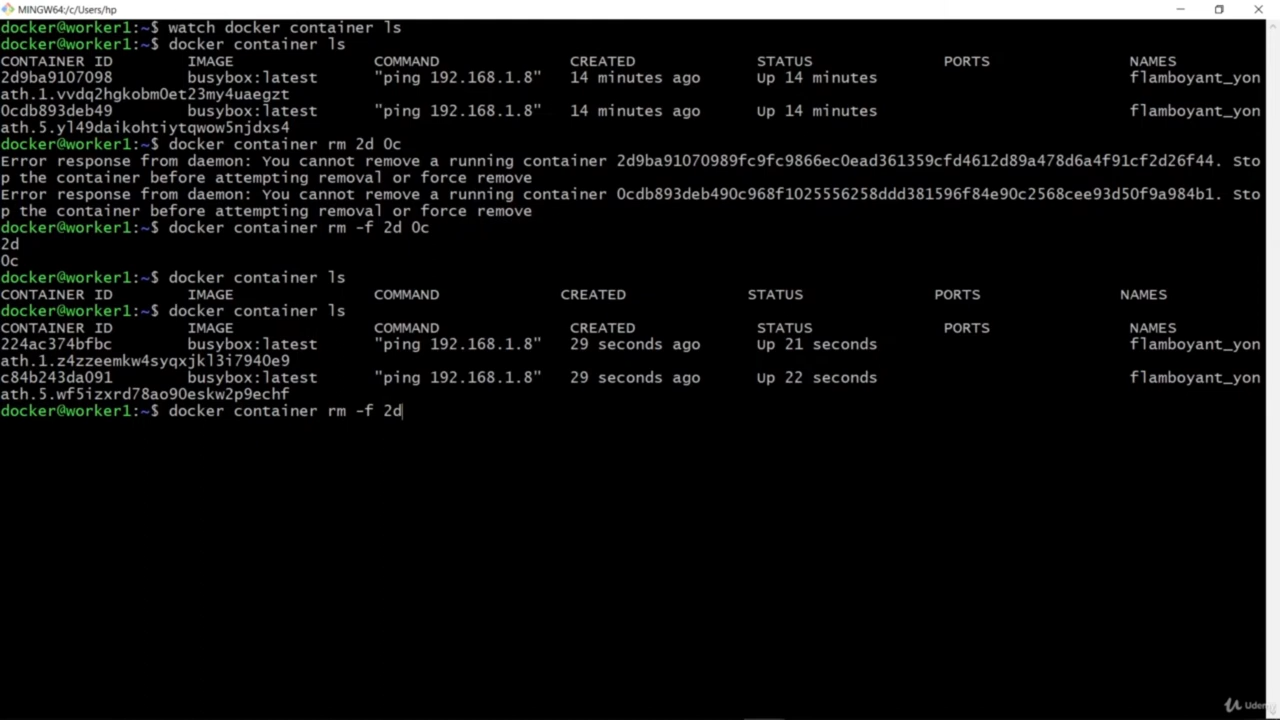 MINGW64:/c/Users/hp
docker@worker1:~$ watch docker container ls
docker@worker1:~$ docker container ls
CONTAINER ID IMAGE COMMAND CREATED STATUS PORTS NAMES
2d9ba9107098 busybox:latest "ping 192.168.1.8" 14 minutes ago Up 14 minutes flamboyant_yon
ath.1.vvdq2hgkobm0et23my4uaegzt
0cdb893deb49 busybox:latest "ping 192.168.1.8" 14 minutes ago Up 14 minutes flamboyant_yon
ath.5.yl49daikohtiytqwow5njdxs4
docker@worker1:~$ docker container rm 2d 0c
Error response from daemon: You cannot remove a running container 2d9ba91070989fc9fc9866ec0ead361359cfd4612d89a478d6a4f91cf2d26f44. Sto
p the container before attempting removal or force remove
Error response from daemon: You cannot remove a running container 0cdb893deb490c968f1025556258ddd381596f84e90c2568cee93d50f9a984b1. Sto
p the container before attempting removal or force remove
docker@worker1:~$ docker container rm -f 2d 0c
2d
0c
docker@worker1:~$ docker container ls
CONTAINER ID IMAGE COMMAND CREATED STATUS PORTS NAMES
docker@worker1:~$ docker container ls
CONTAINER ID IMAGE COMMAND CREATED STATUS PORTS NAMES
224ac374bfbc busybox:latest "ping 192.168.1.8" 29 seconds ago Up 21 seconds flamboyant_yon
ath.1.z4zzeemkw4syqxjkl3i7940e9
c84b243da091 busybox:latest "ping 192.168.1.8" 29 seconds ago Up 22 seconds flamboyant_yon
ath.5.wf5izxrd78ao90eskw2p9echf
docker@worker1:~$ docker container rm -f 2d
Udemy